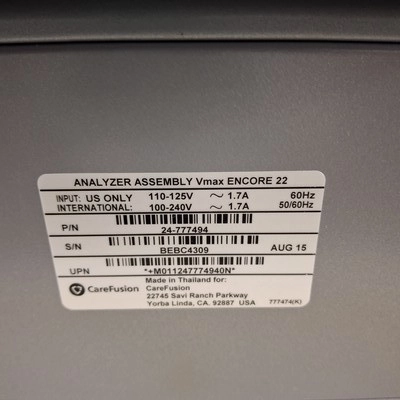 ANALYZER ASSEMBLY Vmax ENCORE 22
INPUT: US ONLY 110-125V ~ 1.7A 60Hz
INTERNATIONAL: 100-240V ~ 1.7A 50/60Hz
P/N 24-777494
S/N BEBC4309 AUG 15
UPN *+M011247774940N*
CareFusion
Made in Thailand for:
CareFusion
22745 Savi Ranch Parkway
Yorba Linda, CA. 92887 USA 777474(K)